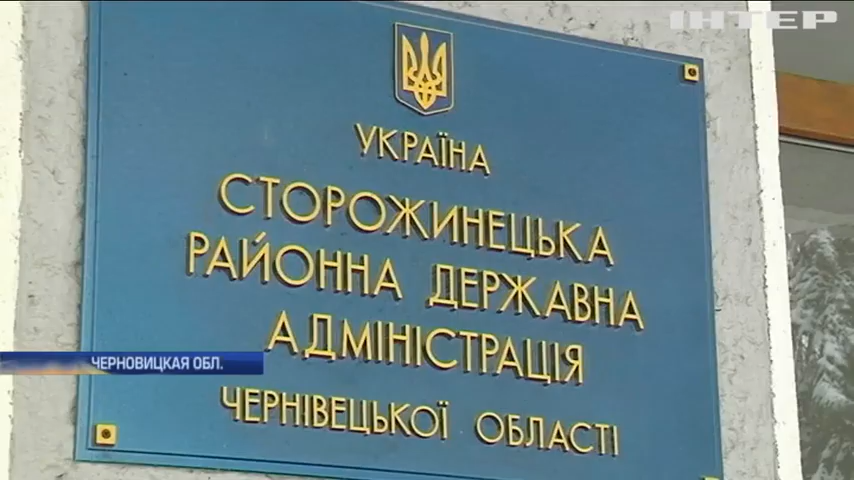 ІНТЕР
УКРАЇНА
СТОРОЖИНЕЦЬКА
РАЙОННА ДЕРЖАВНА
АДМІНІСТРАЦІЯ
ЧЕРНОВИЦКАЯ ОБЛ.
ЧЕРНІВЕЦЬКОЇ ОБЛАСТІ